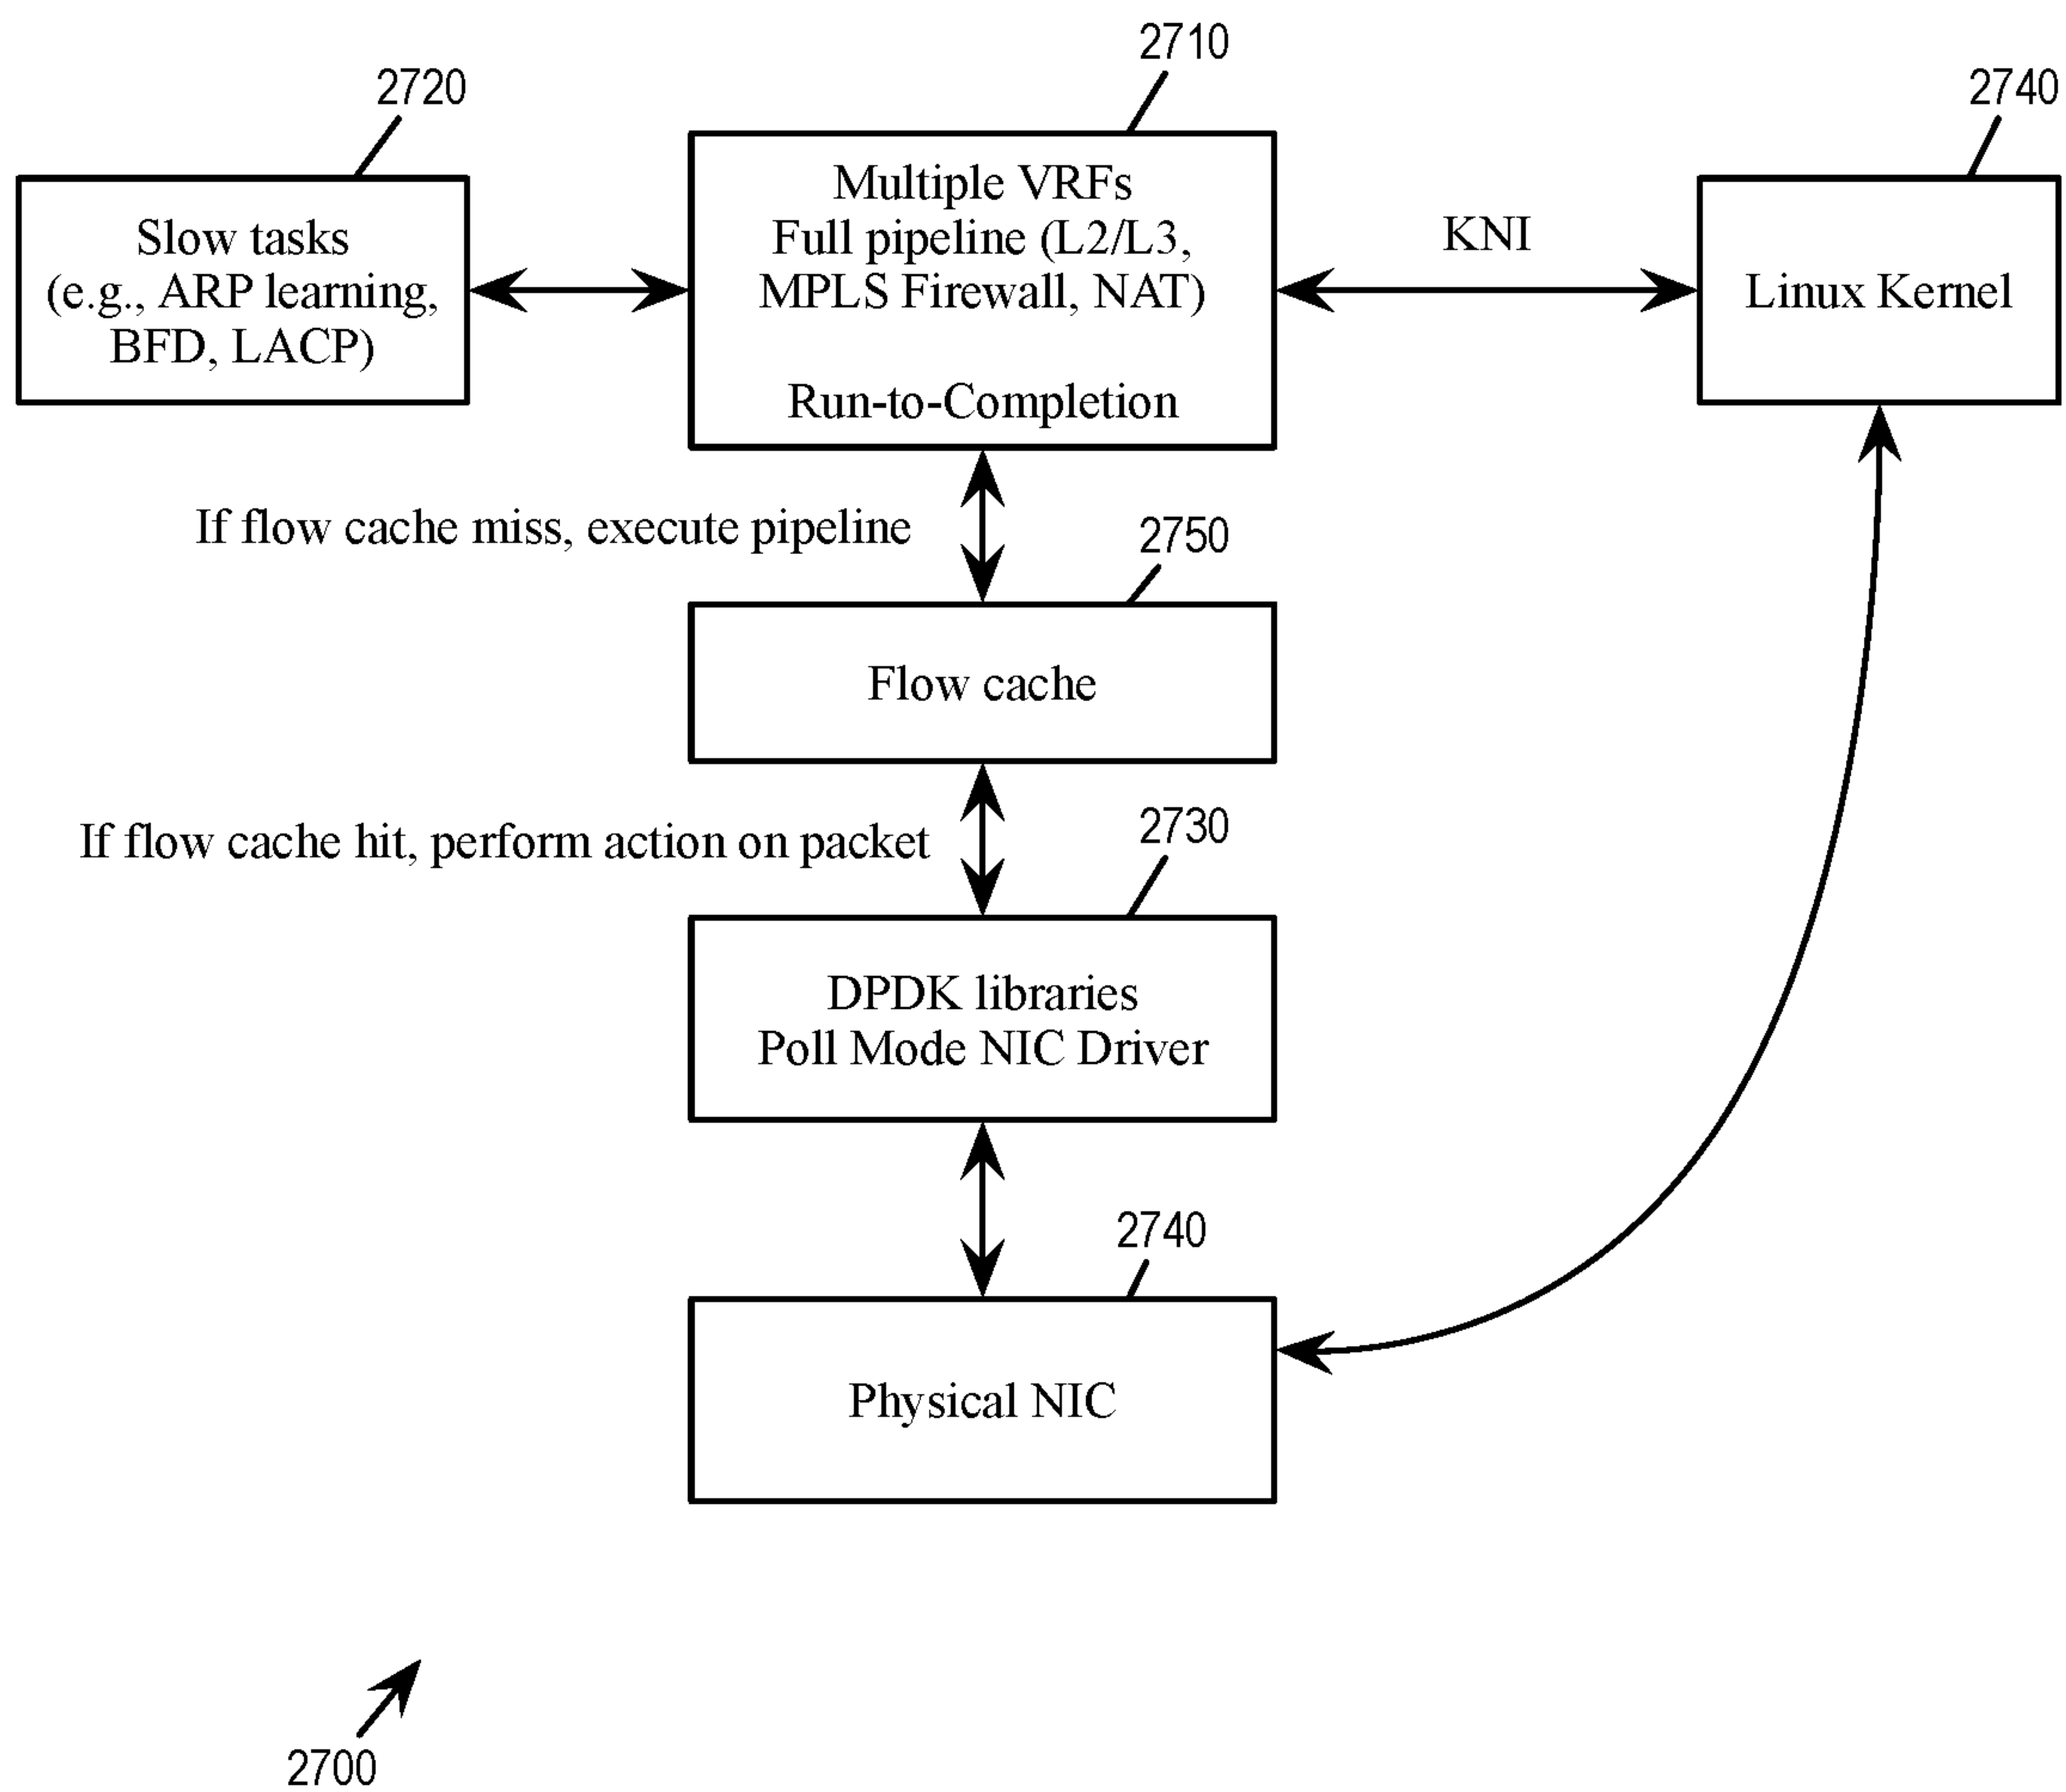 2710
2720
2740
Multiple VRFs
Full pipeline (L2/L3,
MPLS Firewall, NAT)
Run-to-Completion
Slow tasks
(e.g., ARP learning,
BFD, LACP)
KNI
Linux Kernel
If flow cache miss, execute pipeline
2750
Flow cache
If flow cache hit, perform action on packet
2730
DPDK libraries
Poll Mode NIC Driver
2740
Physical NIC
2700